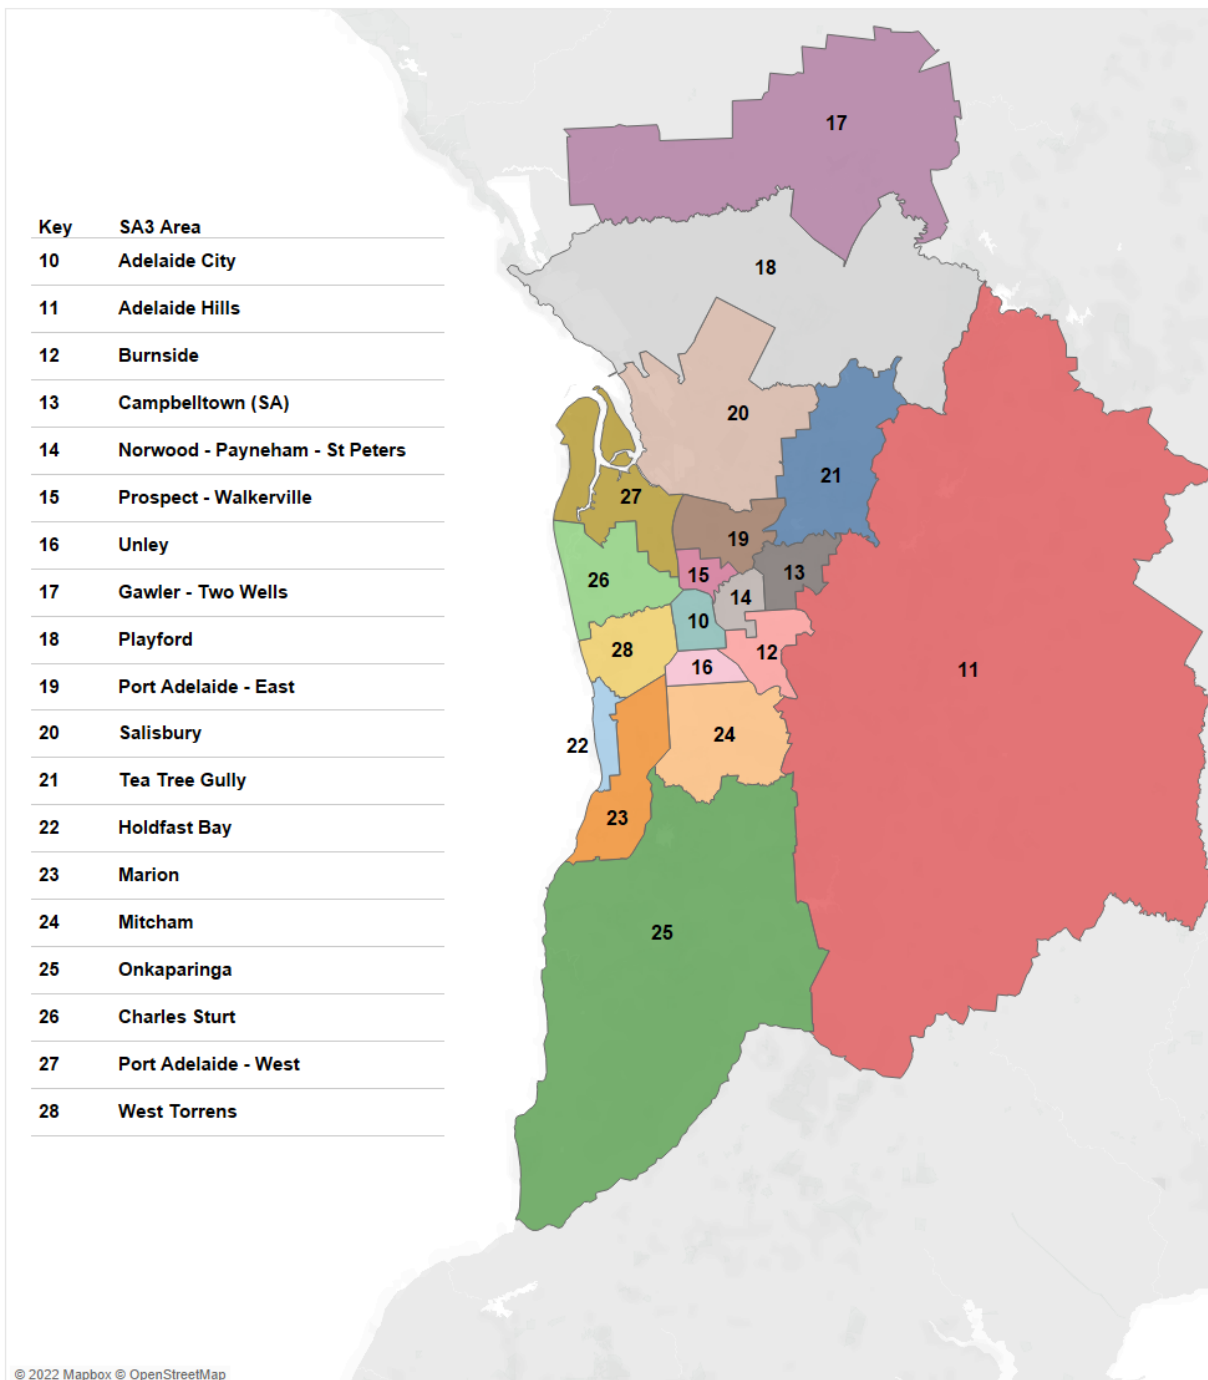 Key SA3 Area
10 Adelaide City
11 Adelaide Hills
12 Burnside
13 Campbelltown (SA)
14 Norwood - Payneham - St Peters
15 Prospect - Walkerville
16 Unley
17 Gawler - Two Wells
18 Playford
19 Port Adelaide - East
20 Salisbury
21 Tea Tree Gully
22 Holdfast Bay
23 Marion
24 Mitcham
25 Onkaparinga
26 Charles Sturt
27 Port Adelaide - West
28 West Torrens
17
18
20
21
27
19
13
15
26
14
10
28
12
16
11
24
22
23
25
© 2022 Mapbox © OpenStreetMap